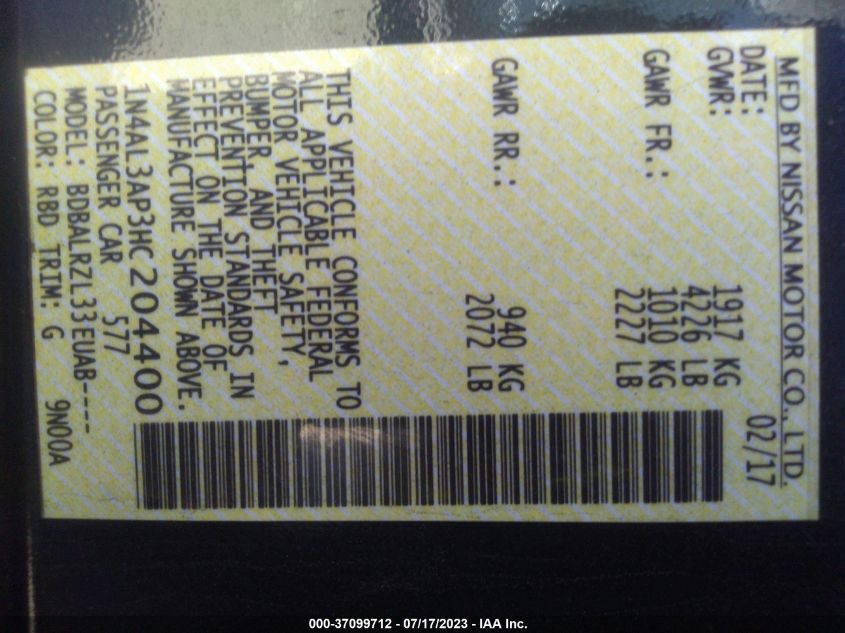 MFD BY NISSAN MOTOR CO., LTD.
DATE: 02/17
GVWR: 1917 KG
4226 LB
GAWR FR.: 1010 KG
2227 LB
GAWR RR.: 940 KG
2072 LB
THIS VEHICLE CONFORMS TO
ALL APPLICABLE FEDERAL
MOTOR VEHICLE SAFETY,
BUMPER AND THEFT
PREVENTION STANDARDS IN
EFFECT ON THE DATE OF
MANUFACTURE SHOWN ABOVE.
1N4AL3AP3HC204400
PASSENGER CAR 577
MODEL: BDBALRZL33EUAB----
COLOR: RBD TRIM: G 9N00A
000-37099712 - 07/17/2023 - IAA Inc.